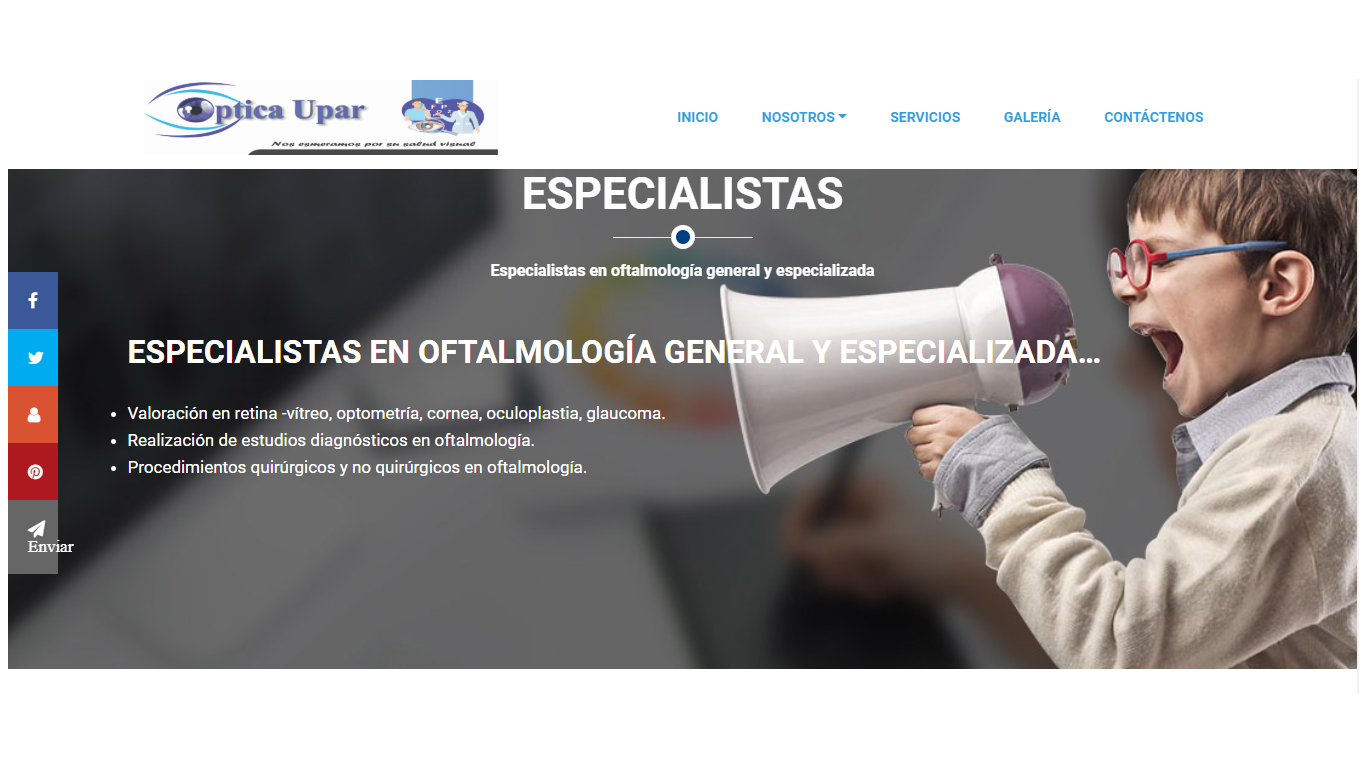 Optica Upar
Nos esmeramos por su salud visual
INICIO
NOSOTROS
SERVICIOS
GALERÍA
CONTÁCTENOS
ESPECIALISTAS
Especialistas en oftalmología general y especializada
ESPECIALISTAS EN OFTALMOLOGÍA GENERAL Y ESPECIALIZADA...
Valoración en retina -vítreo, optometría, cornea, oculoplastia, glaucoma.
Realización de estudios diagnósticos en oftalmología.
Procedimientos quirúrgicos y no quirúrgicos en oftalmología.
Enviar